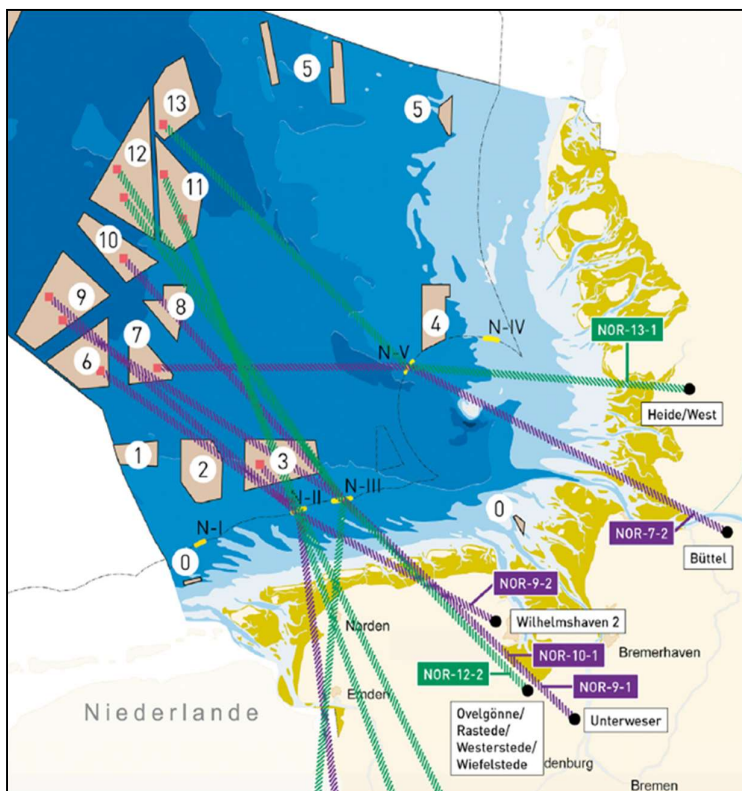 5
13
5
12
11
10
9
8
7
6
4
N-IV
N-V
NOR-13-1
Heide/West
1
2
3
N-III
N-II
N-I
0
0
NOR-7-2
Büttel
NOR-9-2
Wilhelmshaven 2
Norden
NOR-10-1
Bremerhaven
NOR-12-2
NOR-9-1
Emden
Niederlande
Ovelgönne/
Rastede/
Westerstede/
Wiefelstede
Unterweser
denburg
Bremen